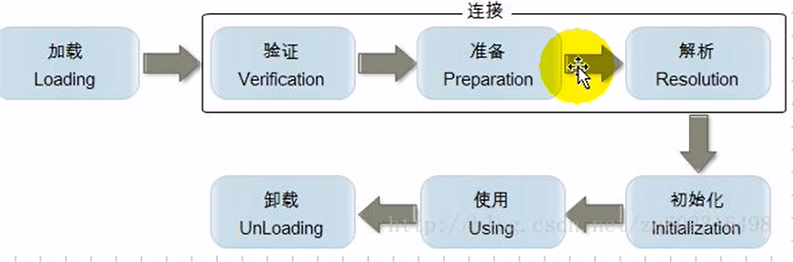 连接
加载
Loading
验证
Verification
准备
Preparation
解析
Resolution
卸载
UnLoading
使用
Using
初始化
Initialization